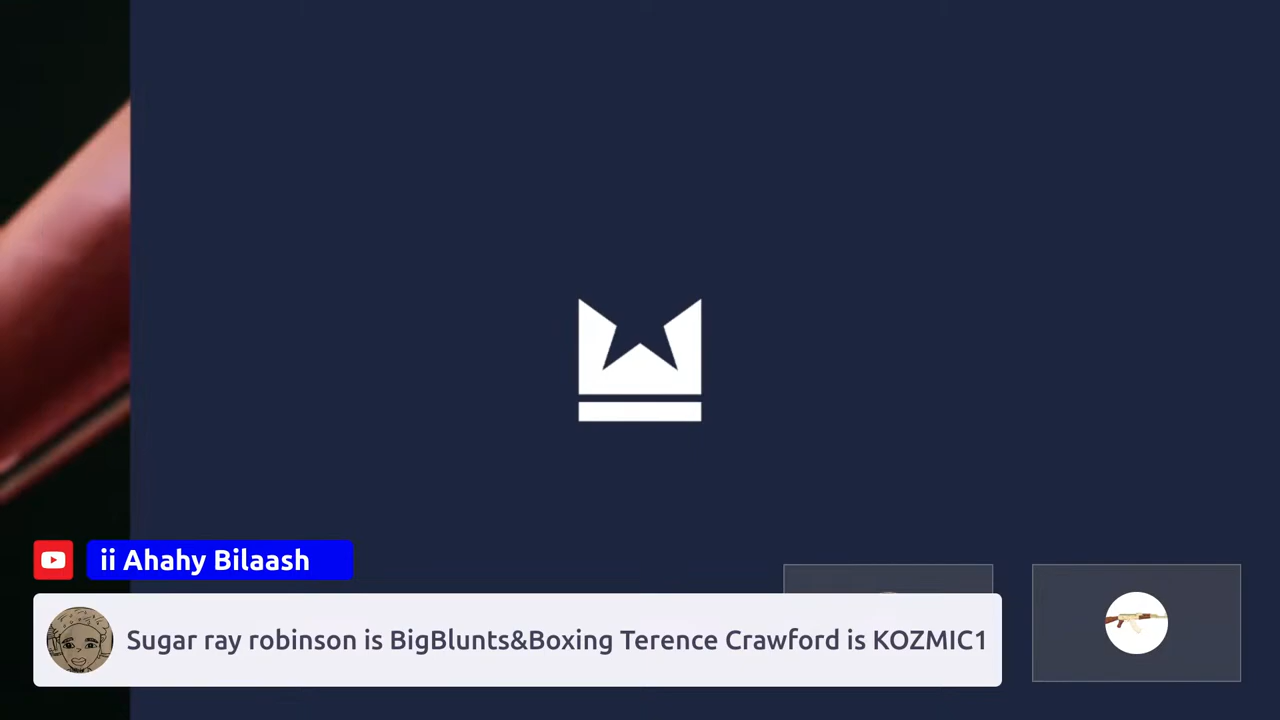 ii Ahahy Bilaash
Sugar ray robinson is BigBlunts&Boxing Terence Crawford is KOZMIC1